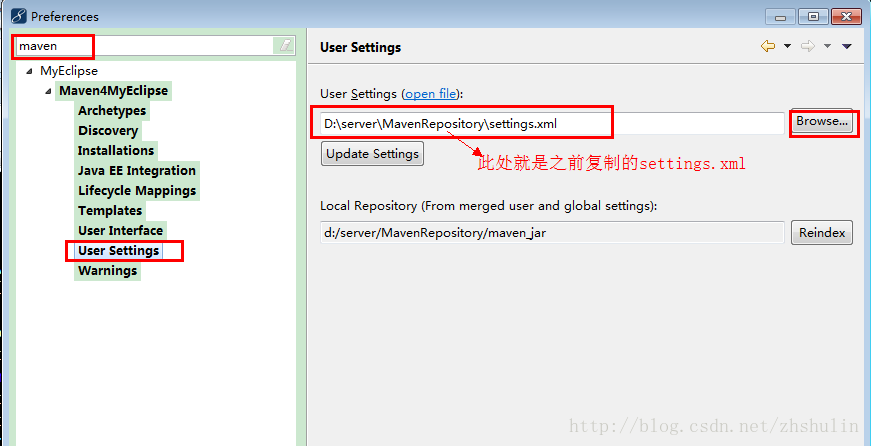 Preferences
maven
User Settings
MyEclipse
Maven4MyEclipse
Archetypes
Discovery
Installations
Java EE Integration
Lifecycle Mappings
Templates
User Interface
User Settings
Warnings
User Settings (open file):
D:\server\MavenRepository\settings.xml
Browse...
Update Settings
此处就是之前复制的settings.xml
Local Repository (From merged user and global settings):
d:/server/MavenRepository/maven_jar
Reindex
http://blog.csdn.net/zhshulin